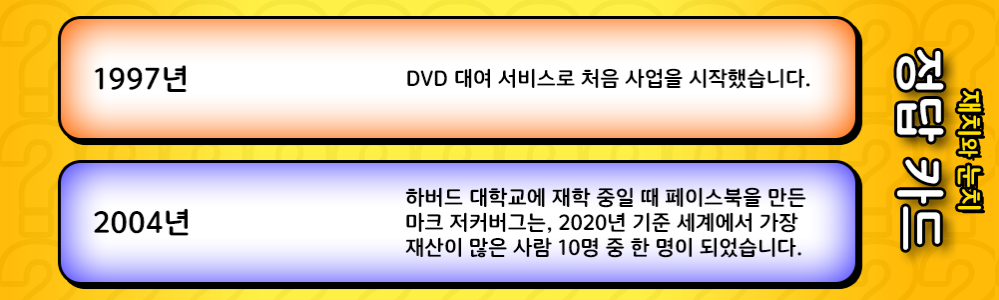 1997년
DVD 대여 서비스로 처음 사업을 시작했습니다.
2004년
하버드 대학교에 재학 중일 때 페이스북을 만든
마크 저커버그는, 2020년 기준 세계에서 가장
재산이 많은 사람 10명 중 한 명이 되었습니다.
재치와 눈치
정답 카드